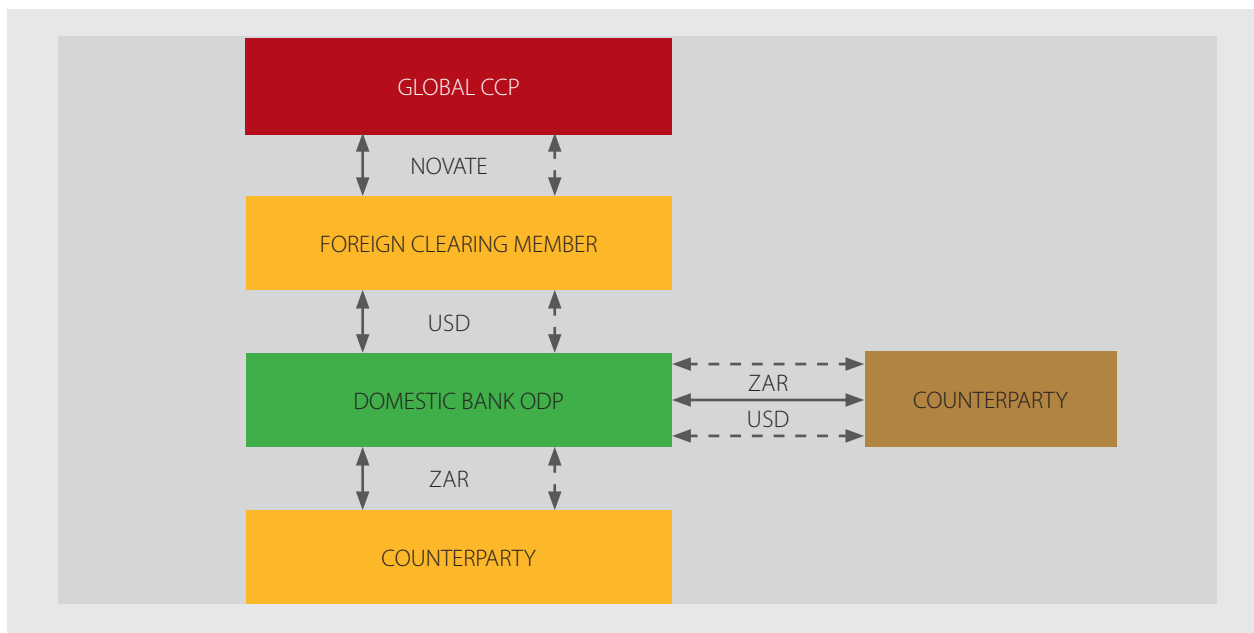 GLOBAL CCP
NOVATE
FOREIGN CLEARING MEMBER
USD
DOMESTIC BANK ODP
ZAR
USD
COUNTERPARTY
ZAR
COUNTERPARTY